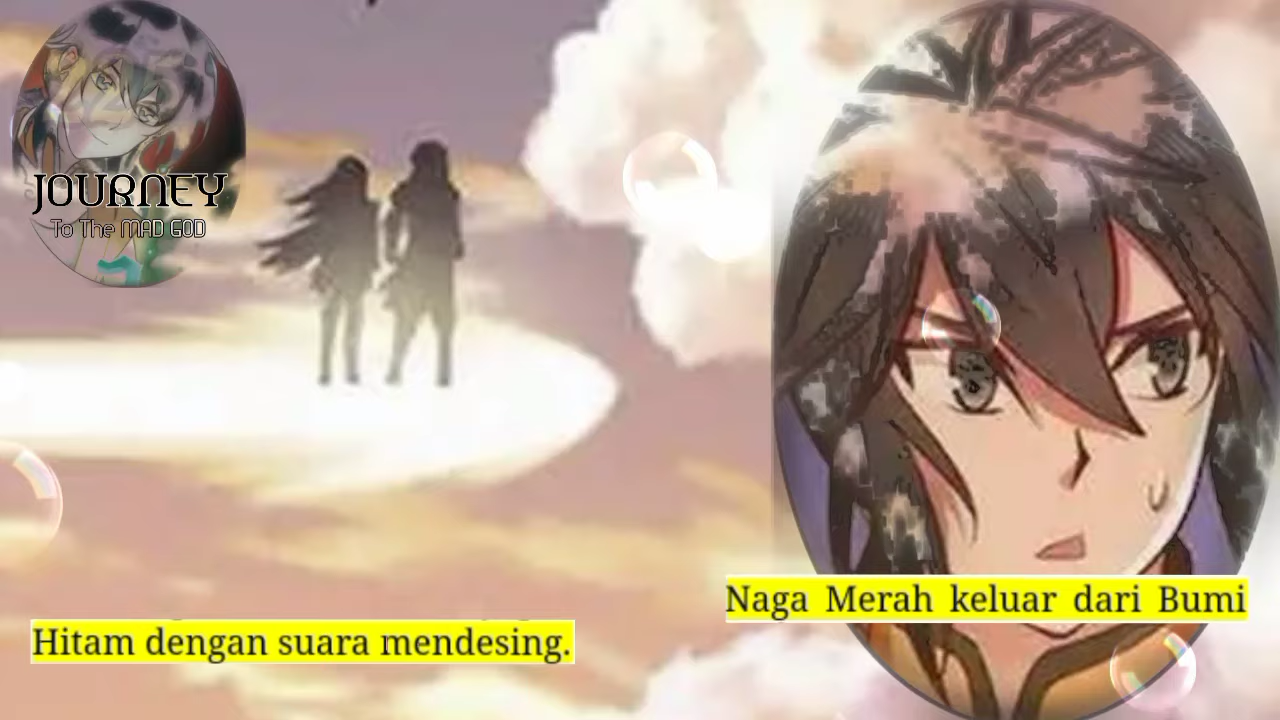 JOURNEY
To The MAD GOD
Naga Merah keluar dari Bumi
Hitam dengan suara mendesing.